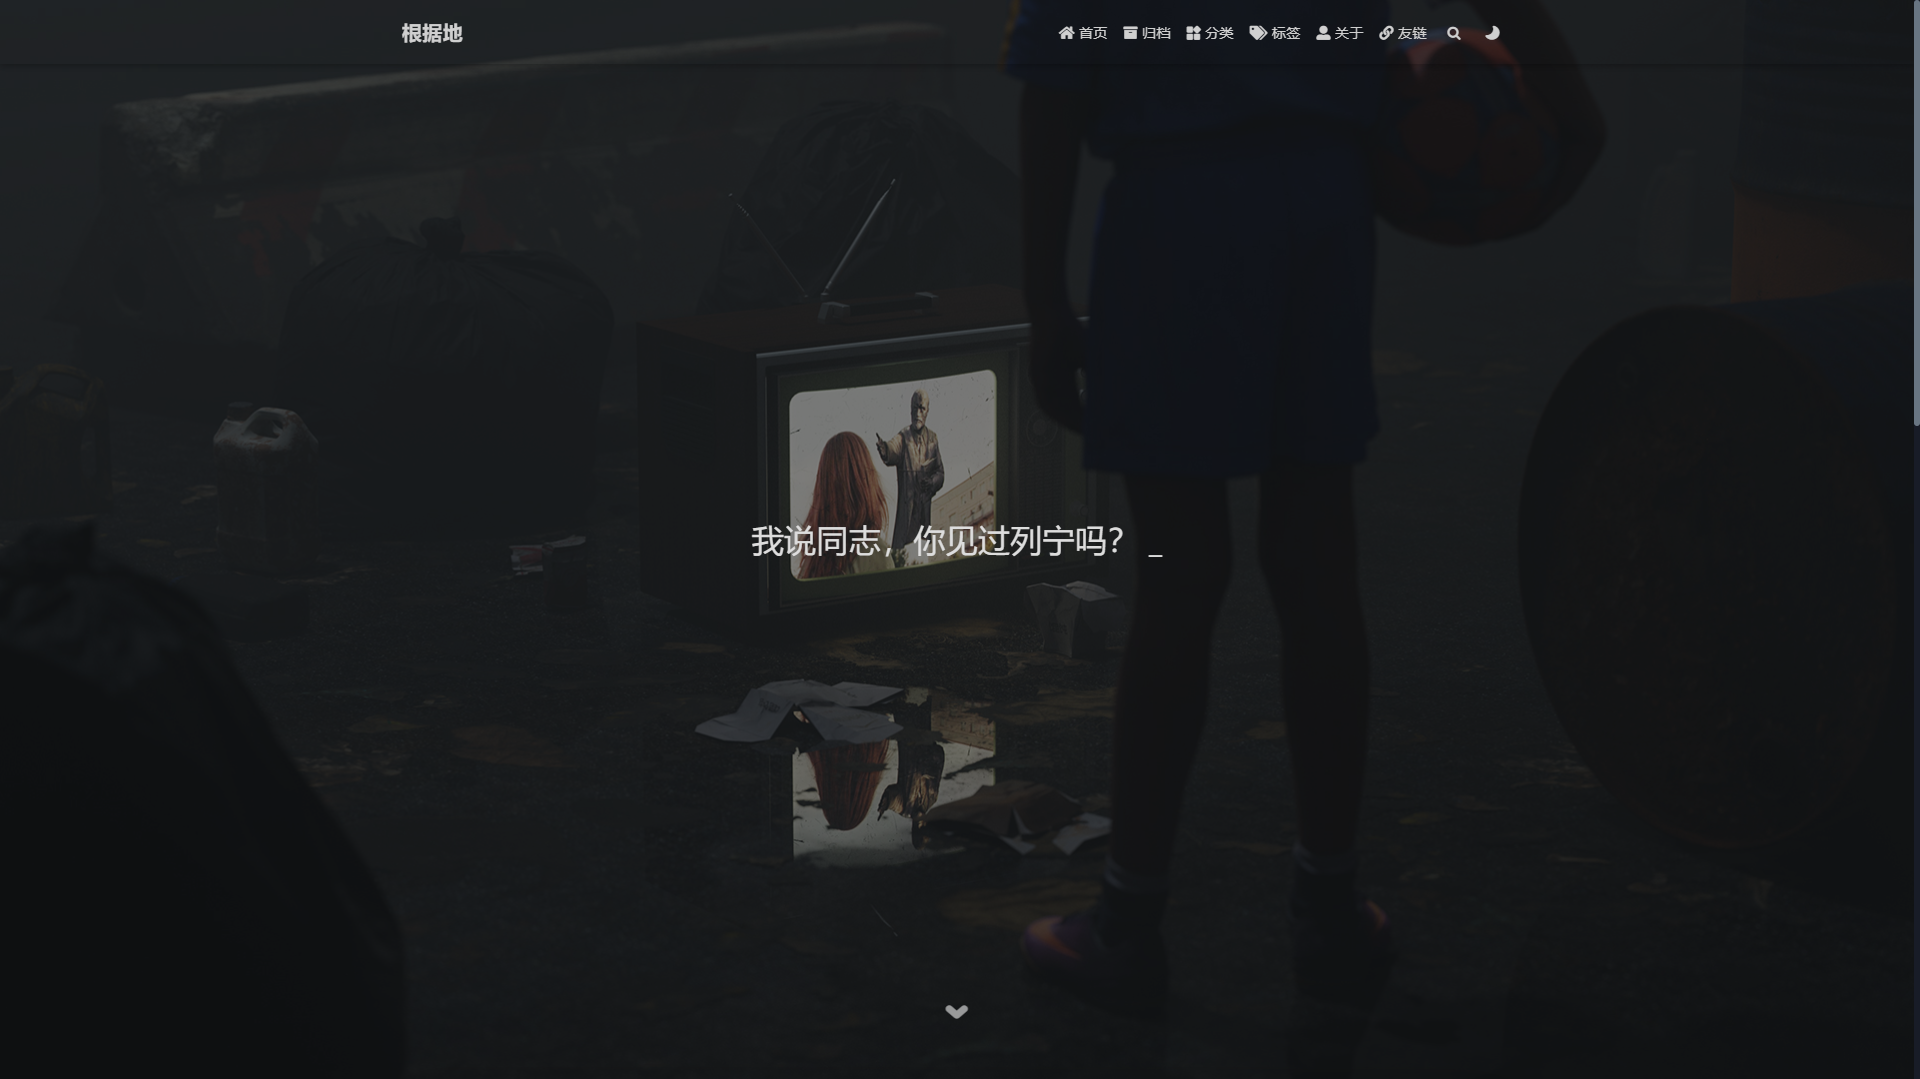 根据地
首页 归档 分类 标签 关于 友链
我说同志，你见过列宁吗？ _